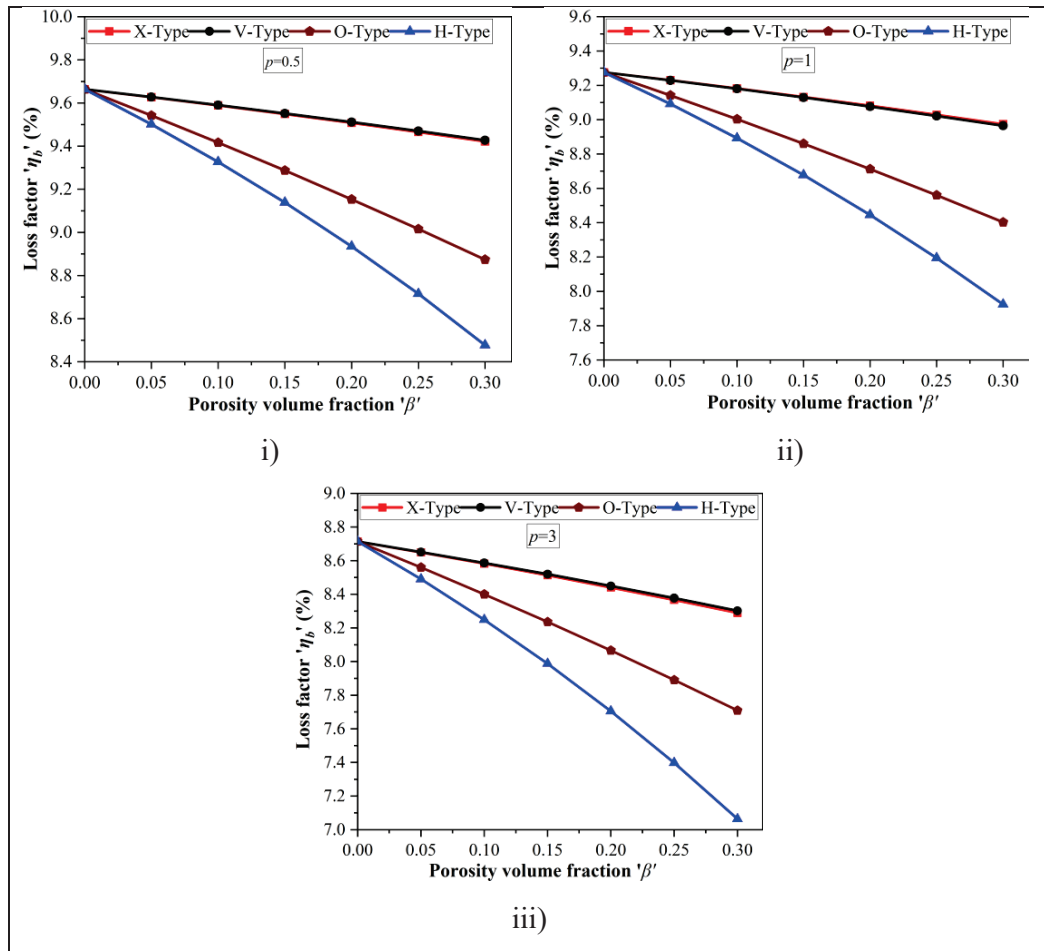 X-Type V-Type O-Type H-Type
p=0.5
Loss factor 'ηb' (%)
10.0
9.8
9.6
9.4
9.2
9.0
8.8
8.6
8.4
0.00 0.05 0.10 0.15 0.20 0.25 0.30
Porosity volume fraction 'β'
i)
X-Type V-Type O-Type H-Type
p=1
Loss factor 'ηb' (%)
9.6
9.4
9.2
9.0
8.8
8.6
8.4
8.2
8.0
7.8
7.6
0.00 0.05 0.10 0.15 0.20 0.25 0.30
Porosity volume fraction 'β'
ii)
X-Type V-Type O-Type H-Type
p=3
Loss factor 'ηb' (%)
9.0
8.8
8.6
8.4
8.2
8.0
7.8
7.6
7.4
7.2
7.0
0.00 0.05 0.10 0.15 0.20 0.25 0.30
Porosity volume fraction 'β'
iii)